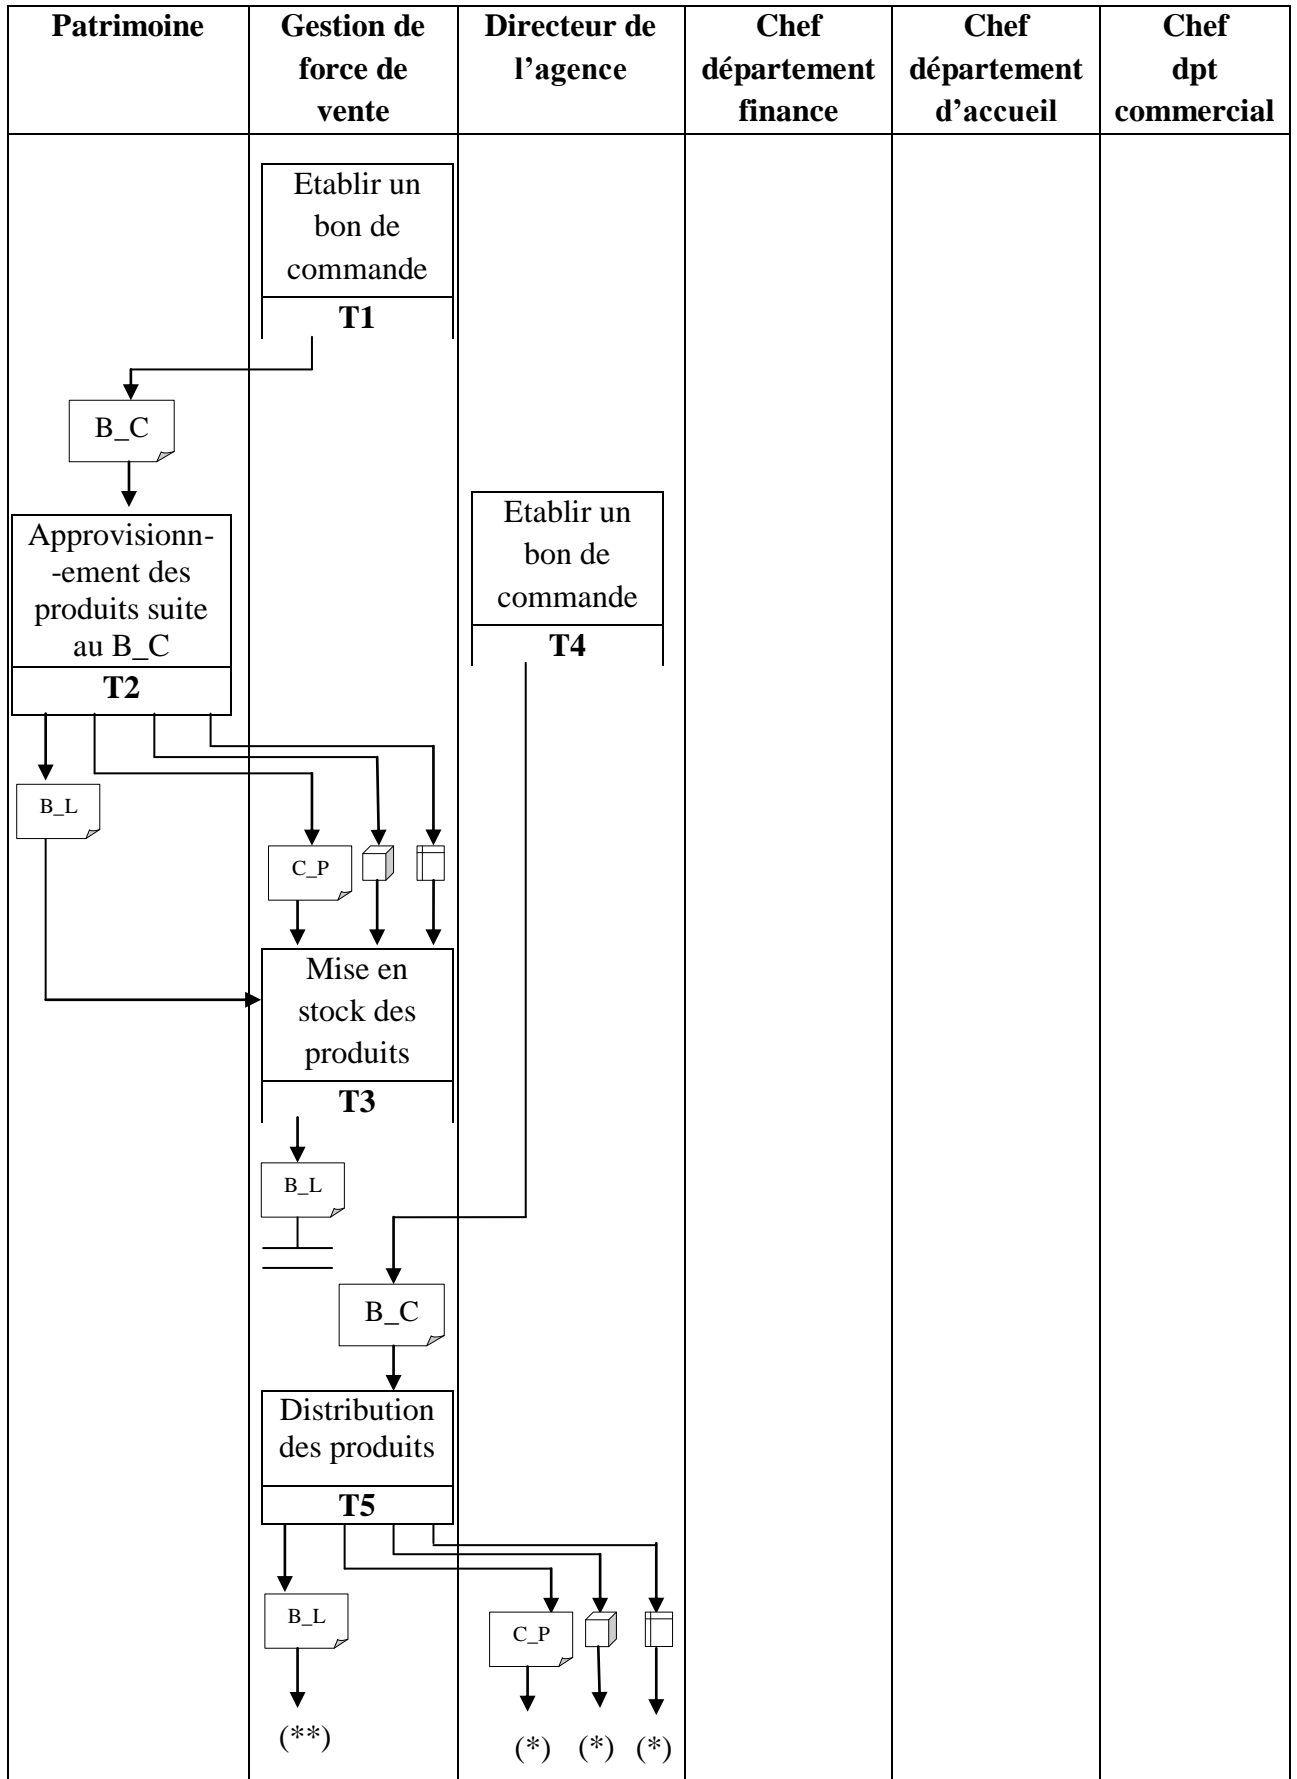 Patrimoine
Gestion de
force de
vente
Directeur de
l’agence
Chef
département
finance
Chef
département
d’accueil
Chef
dpt
commercial
Etablir un
bon de
commande
T1
B_C
Approvisionn-
-ement des
produits suite
au B_C
T2
Etablir un
bon de
commande
T4
B_L
C_P
Mise en
stock des
produits
T3
B_L
B_C
Distribution
des produits
T5
B_L
C_P
(**)
(*)
(*)
(*)